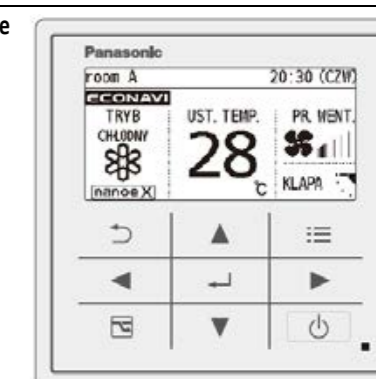 e
Panasonic
room A 20:30 (CZW)
ECONAVI
TRYB UST. TEMP. PR. WENT.
CHŁODNY
28
°C
KLAPA
nanoe X